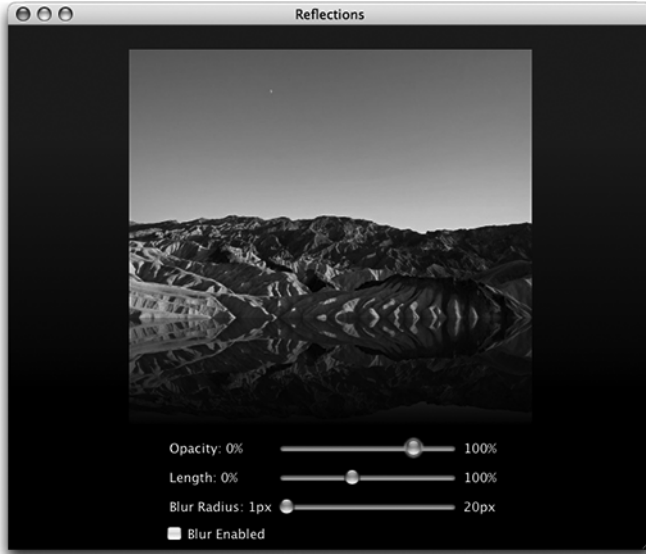 Reflections
Opacity: 0% 100%
Length: 0% 100%
Blur Radius: 1px 20px
Blur Enabled